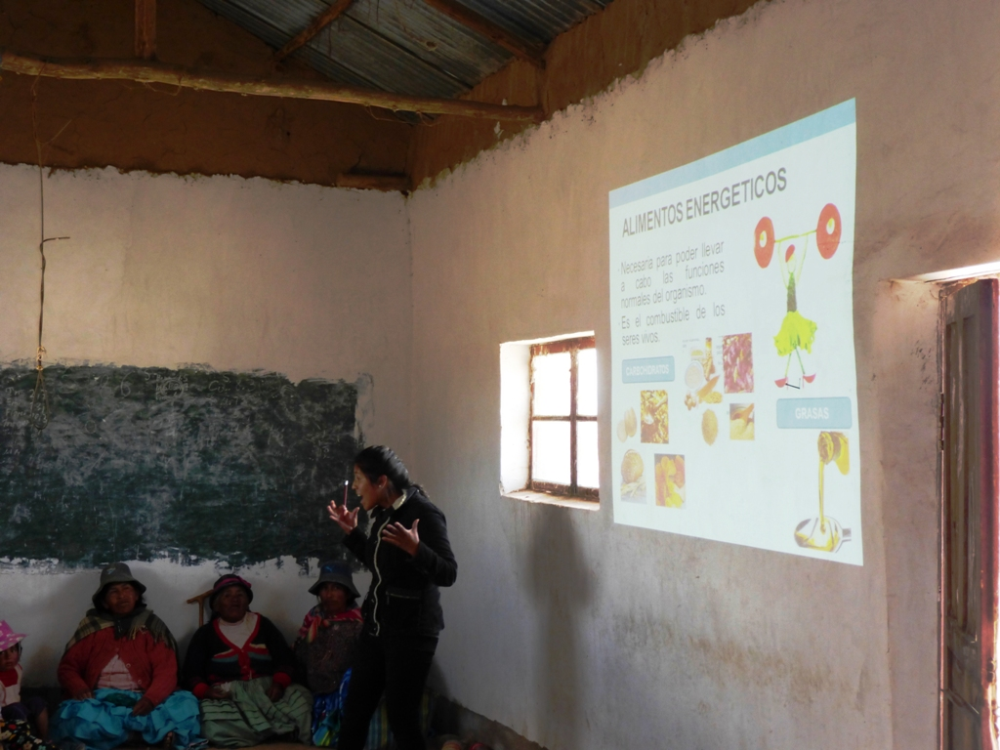 ALIMENTOS ENERGETICOS
Necesaria para poder llevar
a cabo las funciones
normales del organismo.
Es el combustible de los
seres vivos.
CARBOHIDRATOS
GRASAS